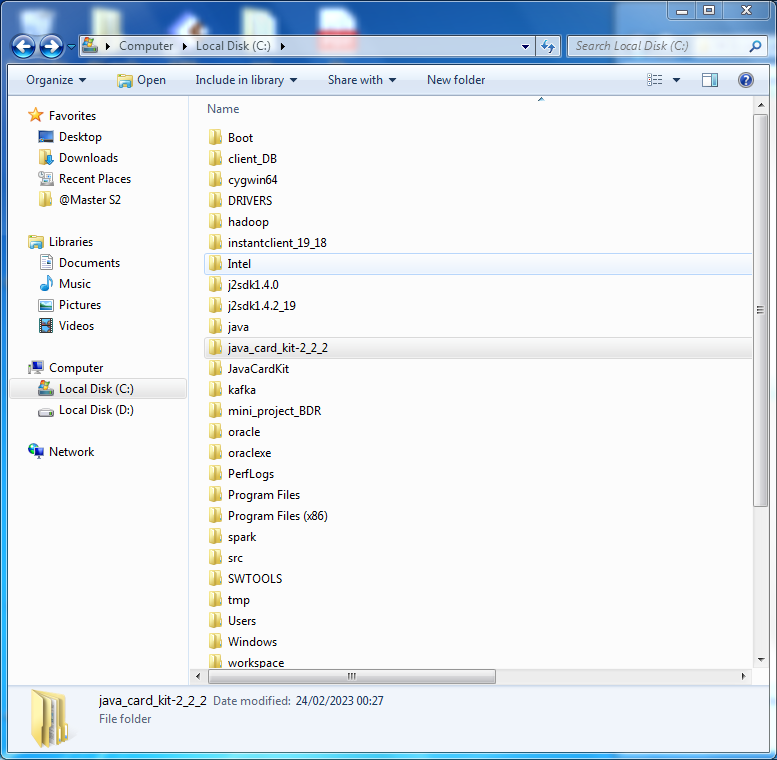 Computer Local Disk (C:) Search Local Disk (C:)
Organize Open Include in library Share with New folder
Favorites
Desktop
Downloads
Recent Places
@Master S2
Libraries
Documents
Music
Pictures
Videos
Computer
Local Disk (C:)
Local Disk (D:)
Network
Name
Boot
client_DB
cygwin64
DRIVERS
hadoop
instantclient_19_18
Intel
j2sdk1.4.0
j2sdk1.4.2_19
java
java_card_kit-2_2_2
JavaCardKit
kafka
mini_project_BDR
oracle
oraclexe
PerfLogs
Program Files
Program Files (x86)
spark
src
SWTOOLS
tmp
Users
Windows
workspace
java_card_kit-2_2_2 Date modified: 24/02/2023 00:27
File folder